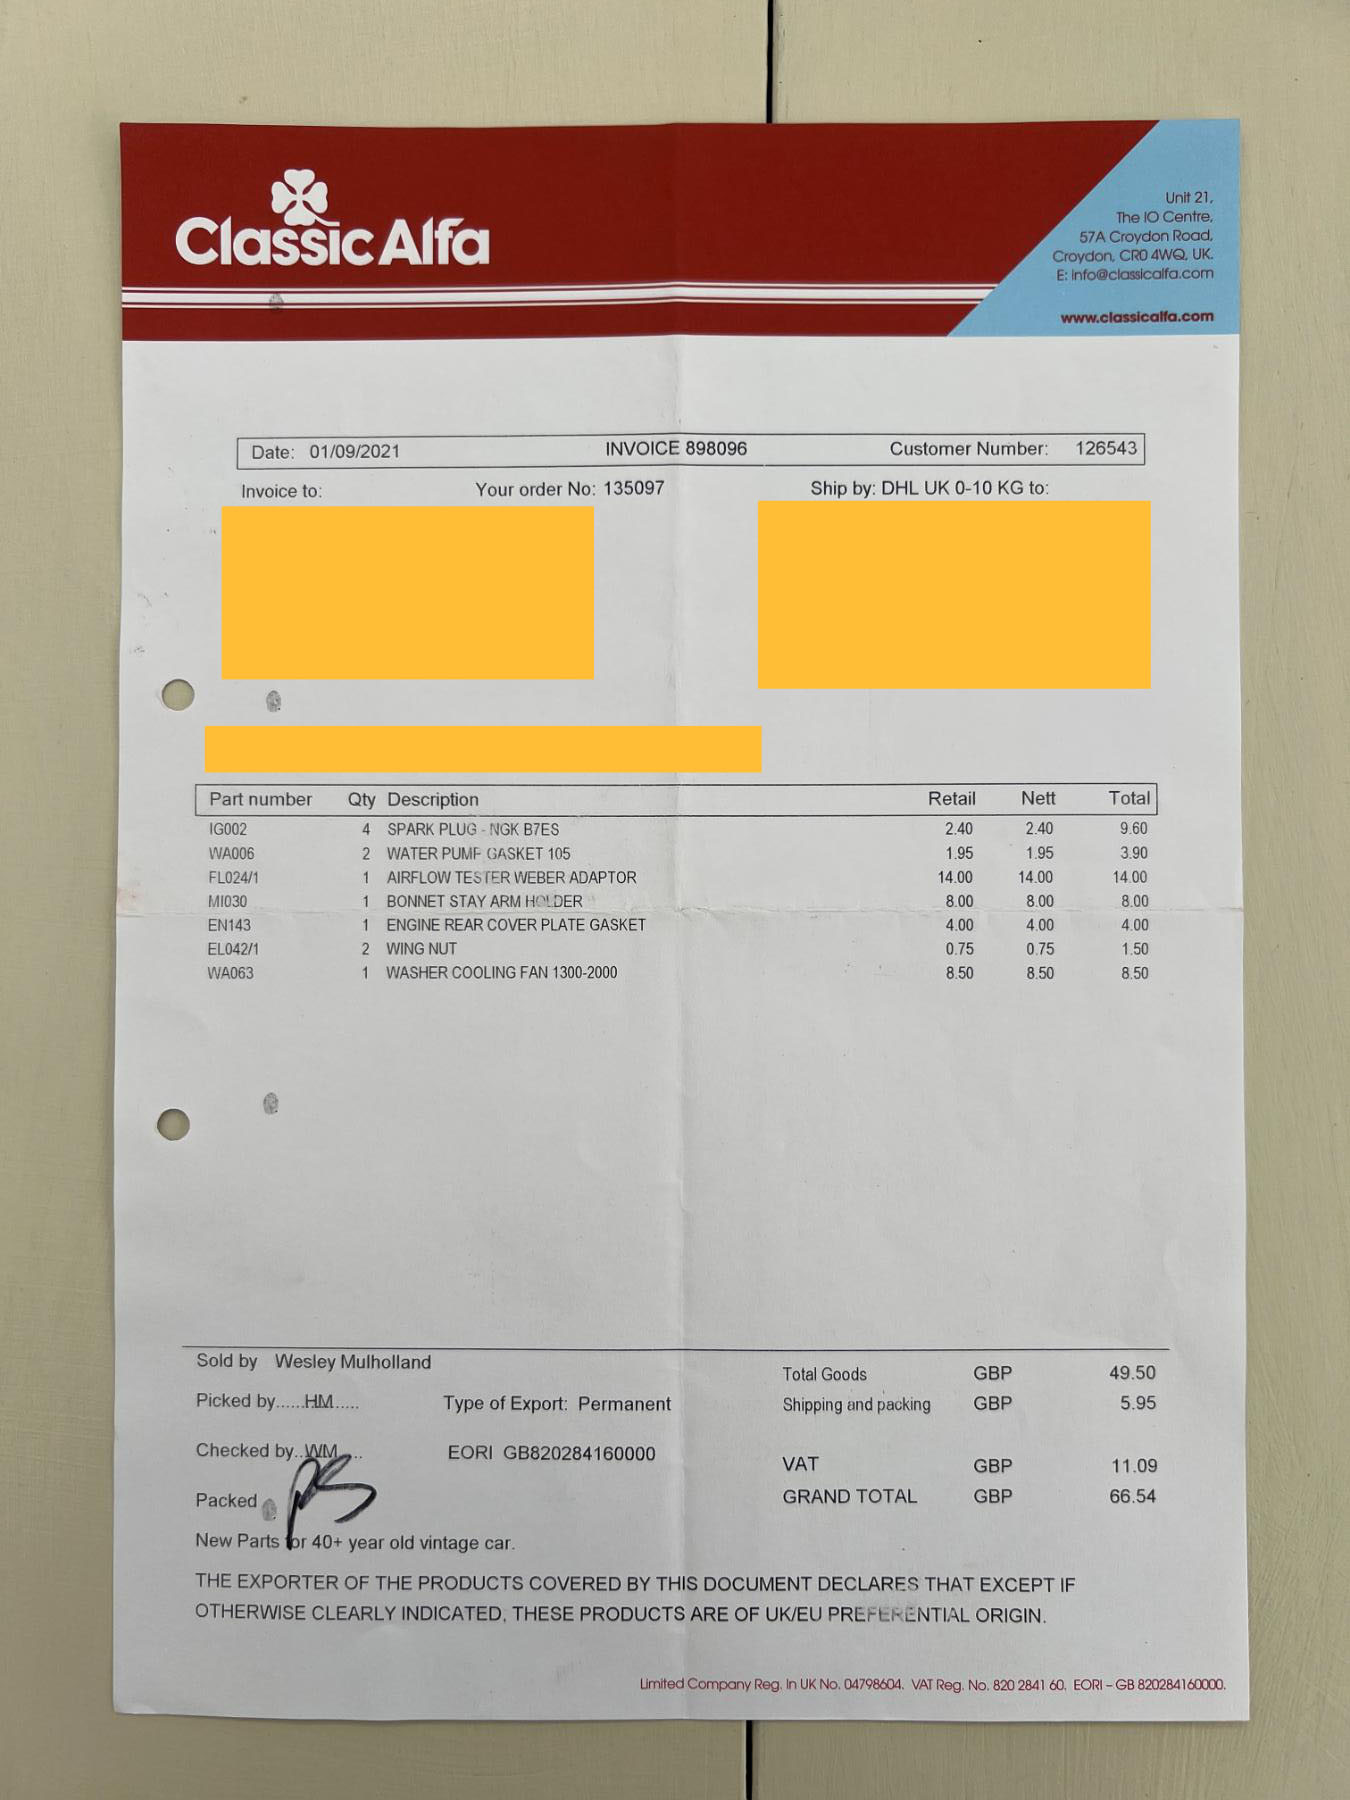 Classic Alfa
Unit 21,
The IO Centre,
57A Croydon Road,
Croydon, CR0 4WQ, UK.
E: info@classicalfa.com
www.classicalfa.com
Date: 01/09/2021 INVOICE 898096 Customer Number: 126543
Invoice to: Your order No: 135097 Ship by: DHL UK 0-10 KG to:
Part number Qty Description Retail Nett Total
IG002 4 SPARK PLUG - NGK B7ES 2.40 2.40 9.60
WA006 2 WATER PUMP GASKET 105 1.95 1.95 3.90
FL024/1 1 AIRFLOW TESTER WEBER ADAPTOR 14.00 14.00 14.00
MI030 1 BONNET STAY ARM HOLDER 8.00 8.00 8.00
EN143 1 ENGINE REAR COVER PLATE GASKET 4.00 4.00 4.00
EL042/1 2 WING NUT 0.75 0.75 1.50
WA063 1 WASHER COOLING FAN 1300-2000 8.50 8.50 8.50
Sold by Wesley Mulholland
Total Goods GBP 49.50
Picked by......HM..... Type of Export: Permanent Shipping and packing GBP 5.95
Checked by..WM..... EORI GB820284160000
VAT GBP 11.09
Packed GRAND TOTAL GBP 66.54
New Parts for 40+ year old vintage car.
THE EXPORTER OF THE PRODUCTS COVERED BY THIS DOCUMENT DECLARES THAT EXCEPT IF
OTHERWISE CLEARLY INDICATED, THESE PRODUCTS ARE OF UK/EU PREFERENTIAL ORIGIN.
Limited Company Reg. In UK No. 04798604. VAT Reg. No. 820 2841 60. EORI – GB 820284160000.